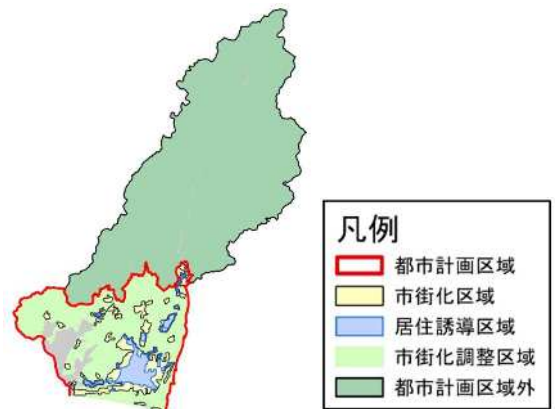 凡例
都市計画区域
市街化区域
居住誘導区域
市街化調整区域
都市計画区域外